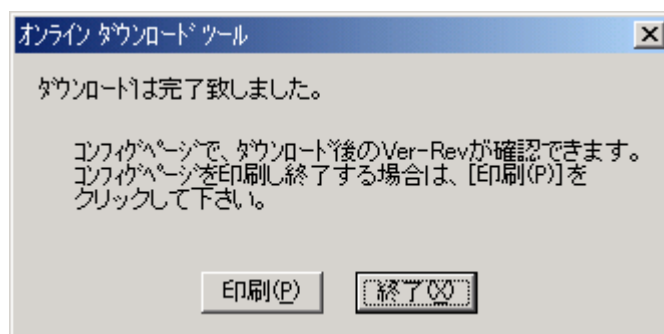 オンライン ダウンロード ツール
ダウンロードは完了致しました。
コンフィグページで、ダウンロード後のVer-Revが確認できます。
コンフィグページを印刷し終了する場合は、[印刷(P)]を
クリックして下さい。
印刷(P)
終了(X)